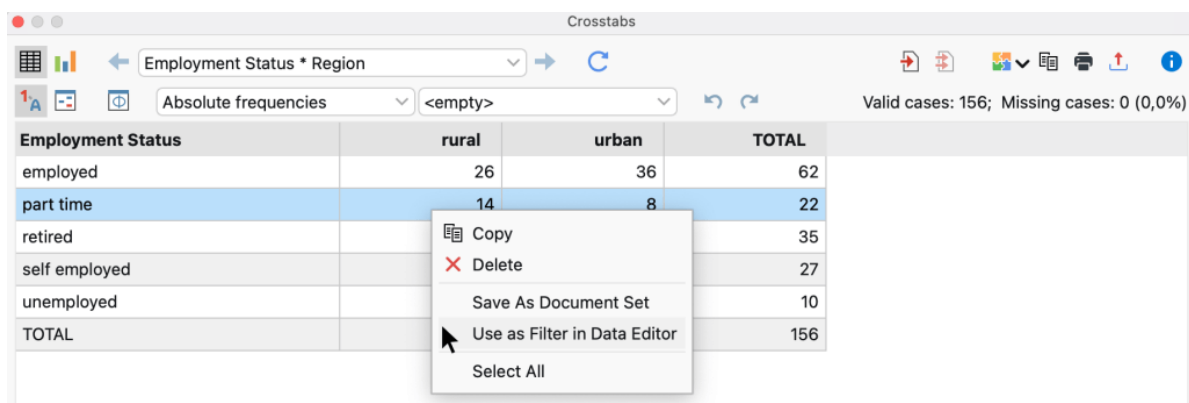 Crosstabs
Employment Status * Region
Absolute frequencies <empty> Valid cases: 156; Missing cases: 0 (0,0%)
Employment Status rural urban TOTAL
employed 26 36 62
part time 14 8 22
retired 35
self employed 27
unemployed 10
TOTAL 156
Copy
Delete
Save As Document Set
Use as Filter in Data Editor
Select All